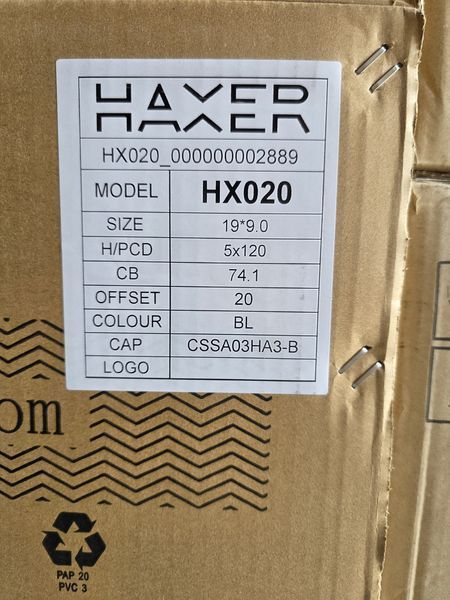 HAXER
HX020_000000002889
MODEL HX020
SIZE 19*9.0
H/PCD 5x120
CB 74.1
OFFSET 20
COLOUR BL
CAP CSSA03HA3-B
LOGO
om
PAP 20
PVC 3